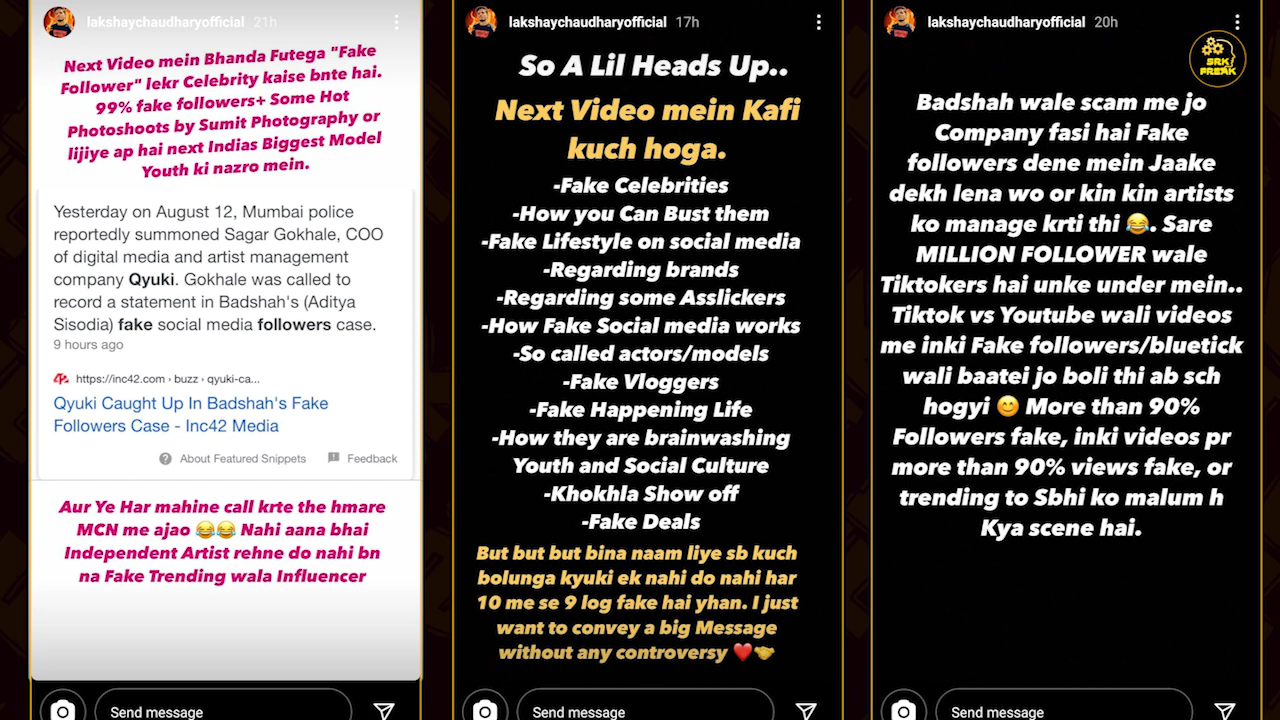 lakshaychaudharyofficial 21h
Next Video mein Bhanda Futega "Fake
Follower" lekr Celebrity kaise bnte hai.
99% fake followers+ Some Hot
Photoshoots by Sumit Photography or
lijiye ap hai next Indias Biggest Model
Youth ki nazro mein.
Yesterday on August 12, Mumbai police
reportedly summoned Sagar Gokhale, COO
of digital media and artist management
company Qyuki. Gokhale was called to
record a statement in Badshah's (Aditya
Sisodia) fake social media followers case.
9 hours ago
https://inc42.com › buzz › qyuki-ca...
Qyuki Caught Up In Badshah's Fake
Followers Case - Inc42 Media
About Featured Snippets Feedback
Aur Ye Har mahine call krte the hmare
MCN me ajao 😂😂 Nahi aana bhai
Independent Artist rehne do nahi bn
na Fake Trending wala Influencer
Send message
lakshaychaudharyofficial 17h
So A Lil Heads Up..
Next Video mein Kafi
kuch hoga.
-Fake Celebrities
-How you Can Bust them
-Fake Lifestyle on social media
-Regarding brands
-Regarding some Asslickers
-How Fake Social media works
-So called actors/models
-Fake Vloggers
-Fake Happening Life
-How they are brainwashing
Youth and Social Culture
-Khokhla Show off
-Fake Deals
But but but bina naam liye sb kuch
bolunga kyuki ek nahi do nahi har
10 me se 9 log fake hai yhan. I just
want to convey a big Message
without any controversy ❤️🤝
Send message
lakshaychaudharyofficial 20h
SRK
FREAK
Badshah wale scam me jo
Company fasi hai Fake
followers dene mein Jaake
dekh lena wo or kin kin artists
ko manage krti thi 😂. Sare
MILLION FOLLOWER wale
Tiktokers hai unke under mein..
Tiktok vs Youtube wali videos
me inki Fake followers/bluetick
wali baatei jo boli thi ab sch
hogyi 😊 More than 90%
Followers fake, inki videos pr
more than 90% views fake, or
trending to Sbhi ko malum h
Kya scene hai.
Send message